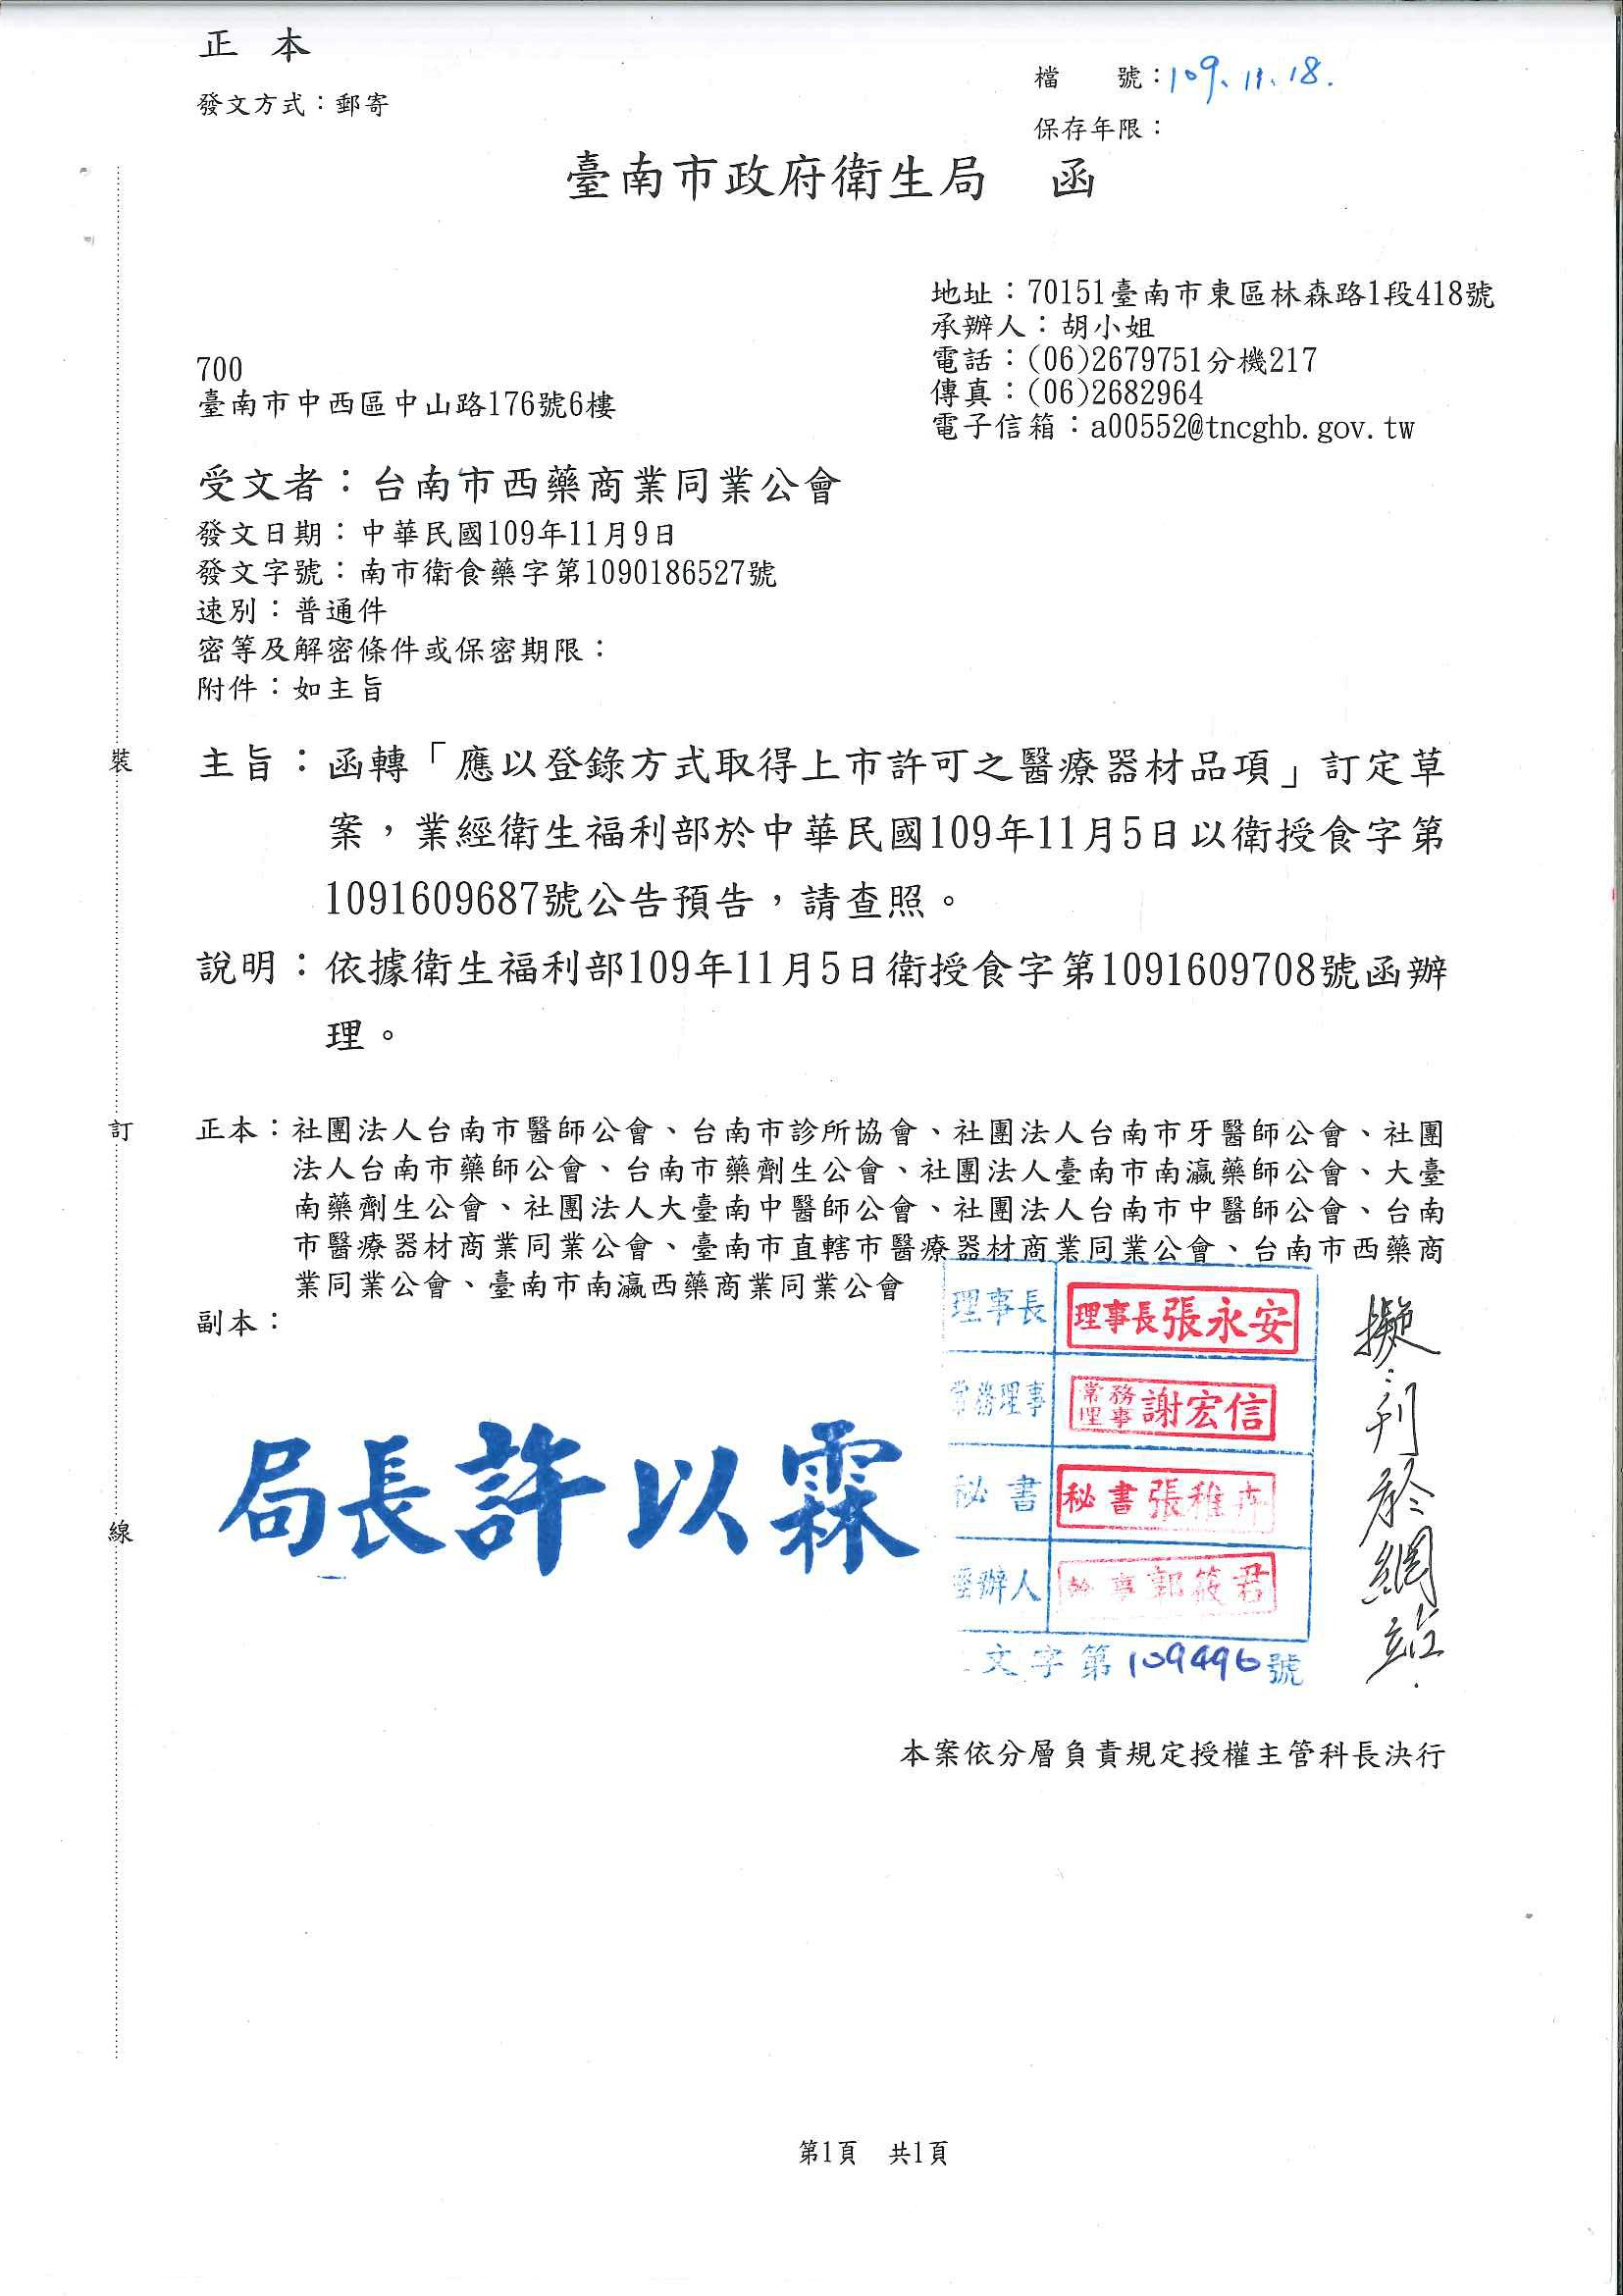 正本
發文方式：郵寄
檔　　號：109.11.18.
保存年限：
臺南市政府衛生局　函
地址：70151臺南市東區林森路1段418號
承辦人：胡小姐
電話：(06)2679751分機217
傳真：(06)2682964
電子信箱：a00552@tncghb.gov.tw
700
臺南市中西區中山路176號6樓
受文者：台南市西藥商業同業公會
發文日期：中華民國109年11月9日
發文字號：南市衛食藥字第1090186527號
速別：普通件
密等及解密條件或保密期限：
附件：如主旨
主旨：函轉「應以登錄方式取得上市許可之醫療器材品項」訂定草
案，業經衛生福利部於中華民國109年11月5日以衛授食字第
1091609687號公告預告，請查照。
說明：依據衛生福利部109年11月5日衛授食字第1091609708號函辦
理。
正本：社團法人台南市醫師公會、台南市診所協會、社團法人台南市牙醫師公會、社團
法人台南市藥師公會、台南市藥劑生公會、社團法人臺南市南瀛藥師公會、大臺
南藥劑生公會、社團法人大臺南中醫師公會、社團法人台南市中醫師公會、台南
市醫療器材商業同業公會、臺南市直轄市醫療器材商業同業公會、台南市西藥商
業同業公會、臺南市南瀛西藥商業同業公會
副本：
理事長 理事長張永安
常務理事 常務理事謝宏信
秘書 秘書張稚卉
辦人 幹事郭筱君
文字第109496號
擬：刊於網站.
局長許以霖
本案依分層負責規定授權主管科長決行
裝
訂
線
第1頁　共1頁